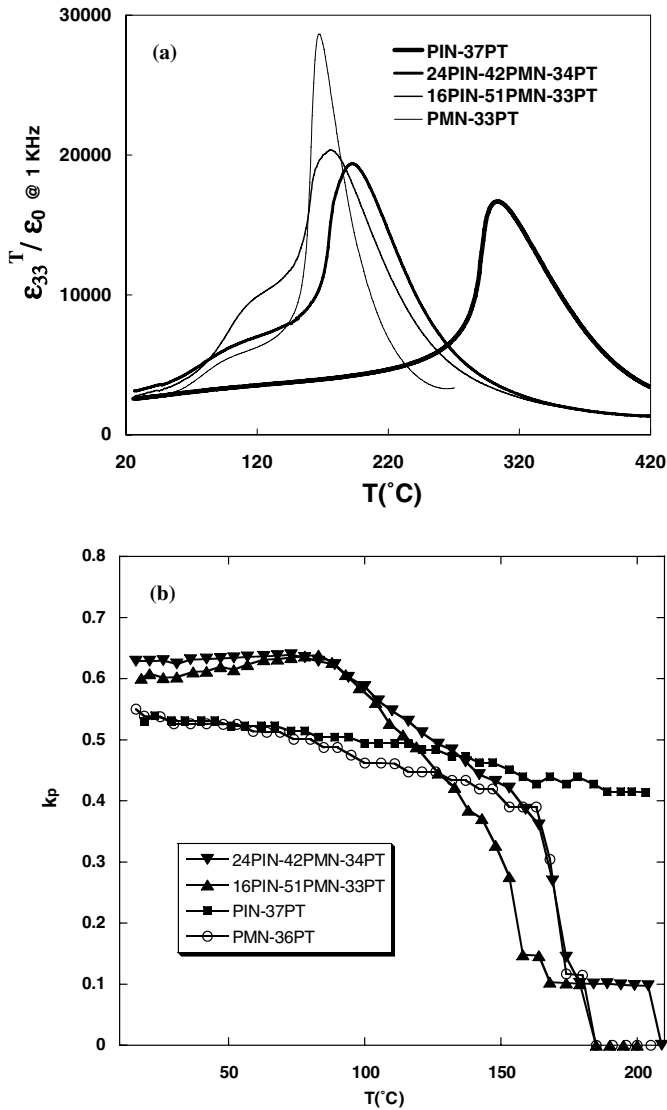 30000
20000
10000
0
ε₃₃ᵀ / ε₀ @ 1 KHz
(a)
PIN-37PT
24PIN-42PMN-34PT
16PIN-51PMN-33PT
PMN-33PT
20
120
220
320
420
T(˚C)
0.8
0.7
0.6
0.5
0.4
0.3
0.2
0.1
0
kₚ
(b)
24PIN-42PMN-34PT
16PIN-51PMN-33PT
PIN-37PT
PMN-36PT
50
100
150
200
T(˚C)